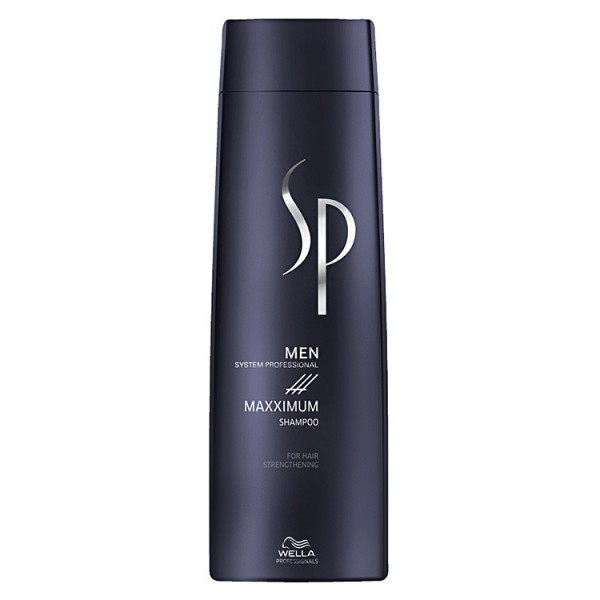 SP
MEN
SYSTEM PROFESSIONAL
MAXXIMUM
SHAMPOO
FOR HAIR
STRENGTHENING
WELLA
PROFESSIONALS